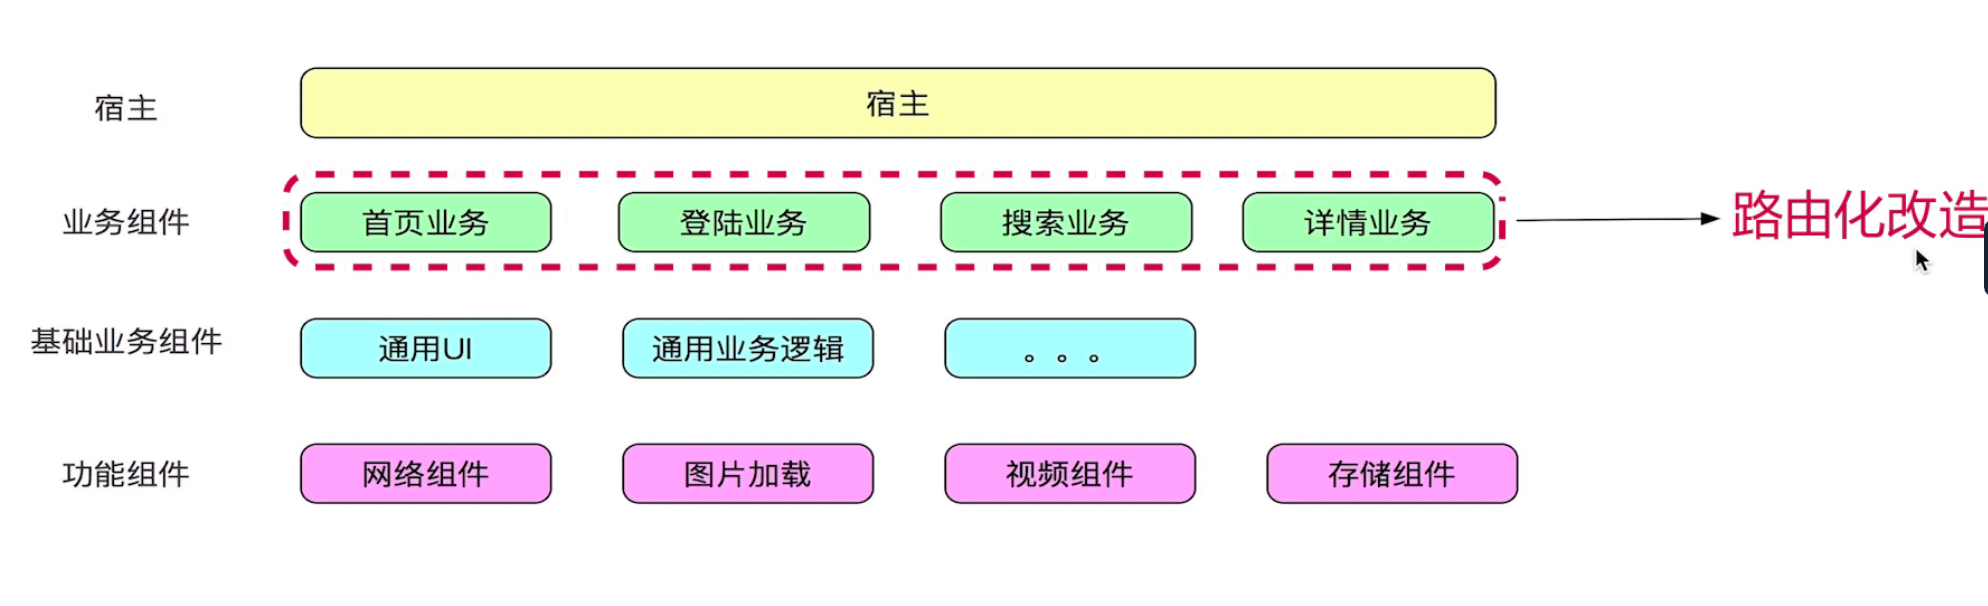 宿主
宿主
业务组件
首页业务
登陆业务
搜索业务
详情业务
路由化改造
基础业务组件
通用UI
通用业务逻辑
。。。
功能组件
网络组件
图片加载
视频组件
存储组件